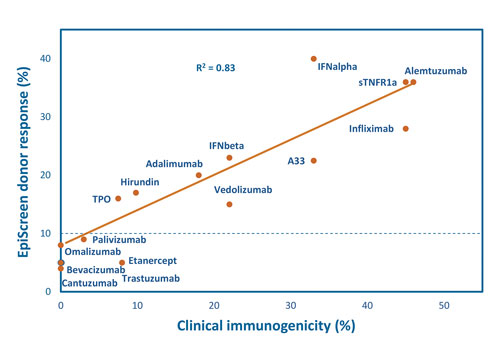 EpiScreen donor response (%)
40
30
20
10
0
R² = 0.83
IFNalpha
Alemtuzumab
sTNFR1a
Infliximab
IFNbeta
A33
Adalimumab
Hirundin
Vedolizumab
TPO
Palivizumab
Omalizumab
Etanercept
Bevacizumab
Trastuzumab
Cantuzumab
0
10
20
30
40
50
Clinical immunogenicity (%)